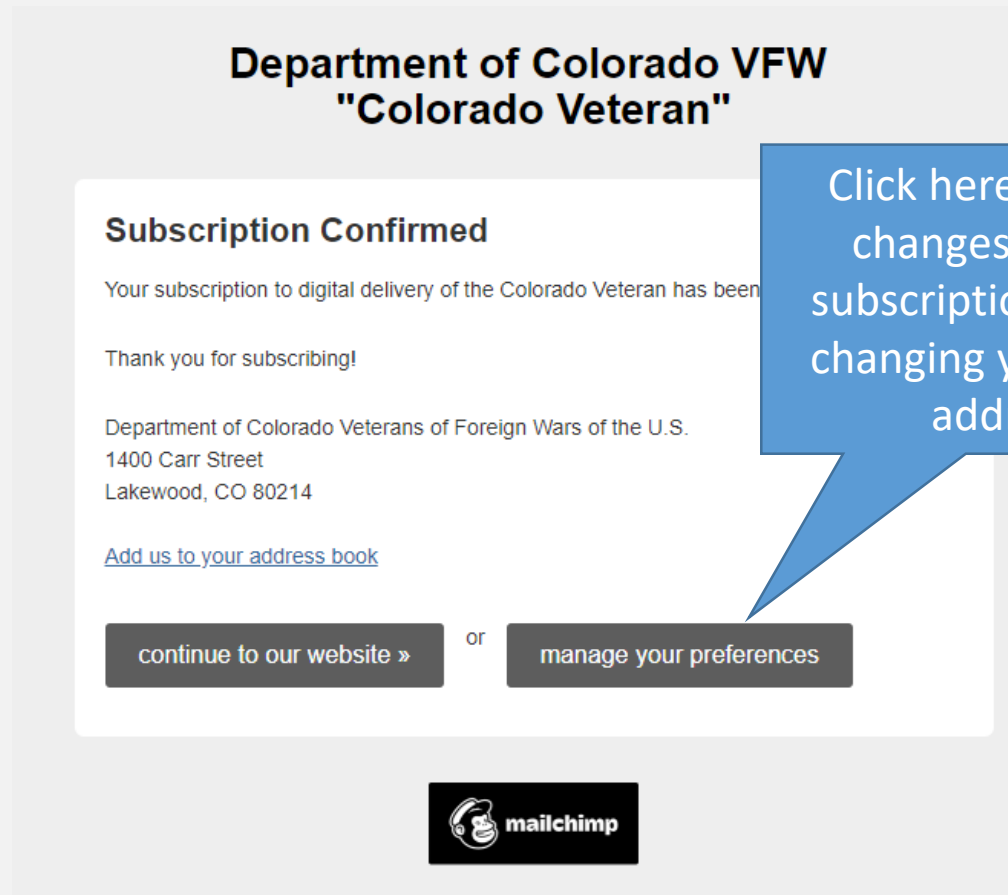 Department of Colorado VFW
"Colorado Veteran"
Subscription Confirmed
Your subscription to digital delivery of the Colorado Veteran has been
Thank you for subscribing!
Department of Colorado Veterans of Foreign Wars of the U.S.
1400 Carr Street
Lakewood, CO 80214
Add us to your address book
continue to our website »
or
manage your preferences
Click here
changes
changing
mailchimp